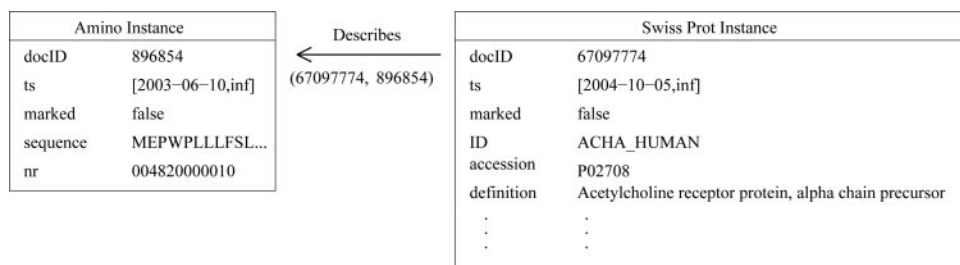 Amino Instance
docID 896854
ts [2003−06−10,inf]
marked false
sequence MEPWPLLLFSL...
nr 004820000010
Describes
(67097774, 896854)
Swiss Prot Instance
docID 67097774
ts [2004−10−05,inf]
marked false
ID ACHA_HUMAN
accession P02708
definition Acetylcholine receptor protein, alpha chain precursor
. .
. .
. .